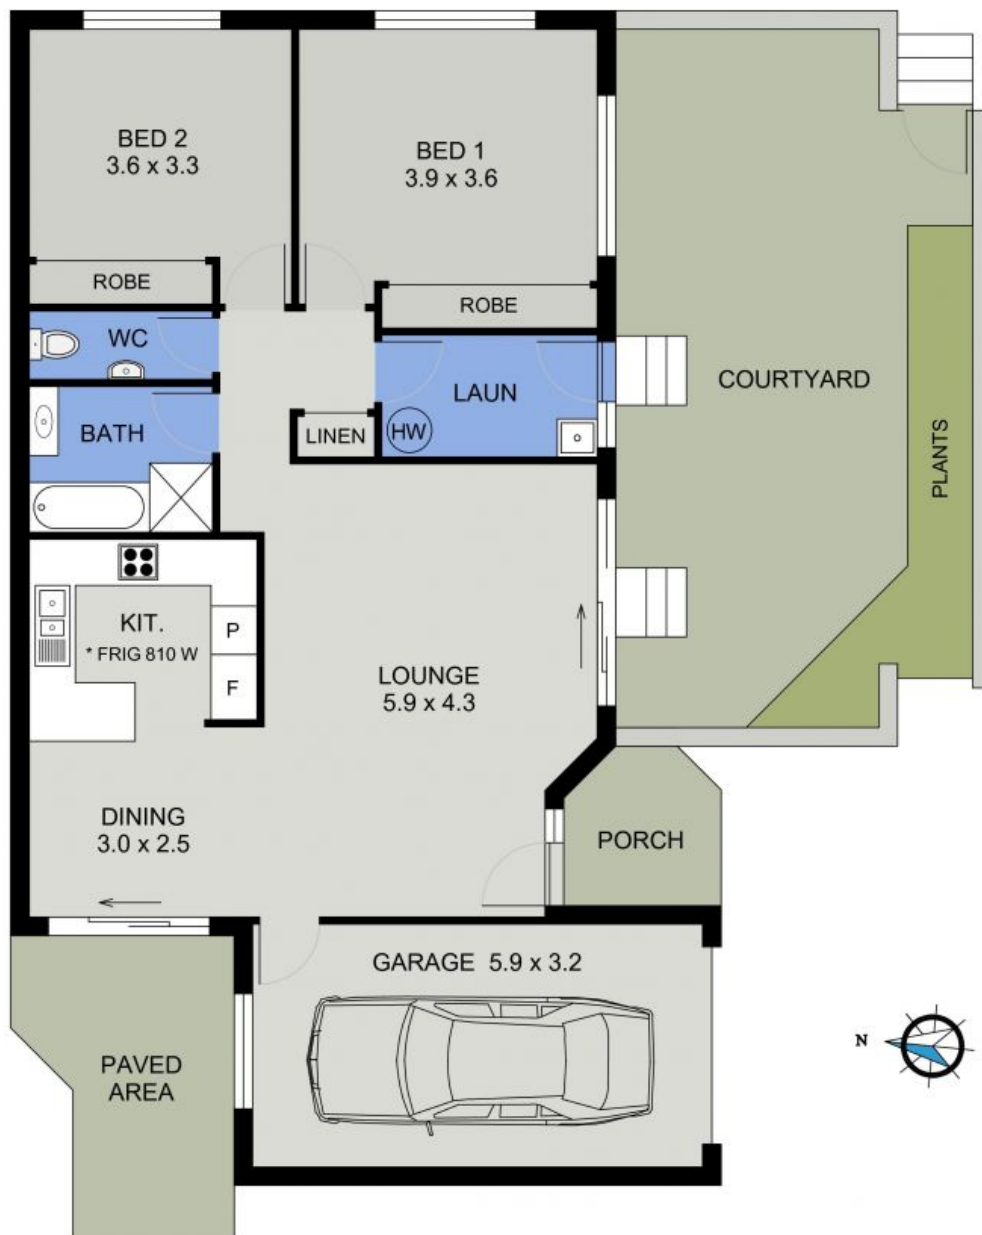 BED 2
3.6 x 3.3
BED 1
3.9 x 3.6
ROBE
ROBE
WC
LAUN
COURTYARD
BATH
LINEN
HW
PLANTS
KIT.
* FRIG 810 W
P
F
LOUNGE
5.9 x 4.3
DINING
3.0 x 2.5
PORCH
GARAGE 5.9 x 3.2
N
PAVED
AREA